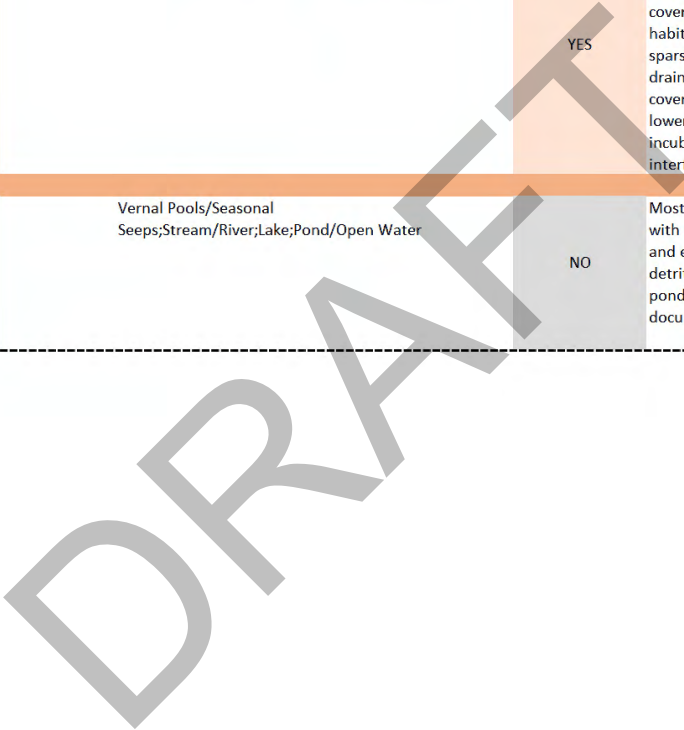 YES
cover
habit
spars
drain
cover
lower
incub
inter
Vernal Pools/Seasonal
Seeps;Stream/River;Lake;Pond/Open Water
NO
Most
with
and e
detri
pond
docu
DRAFT